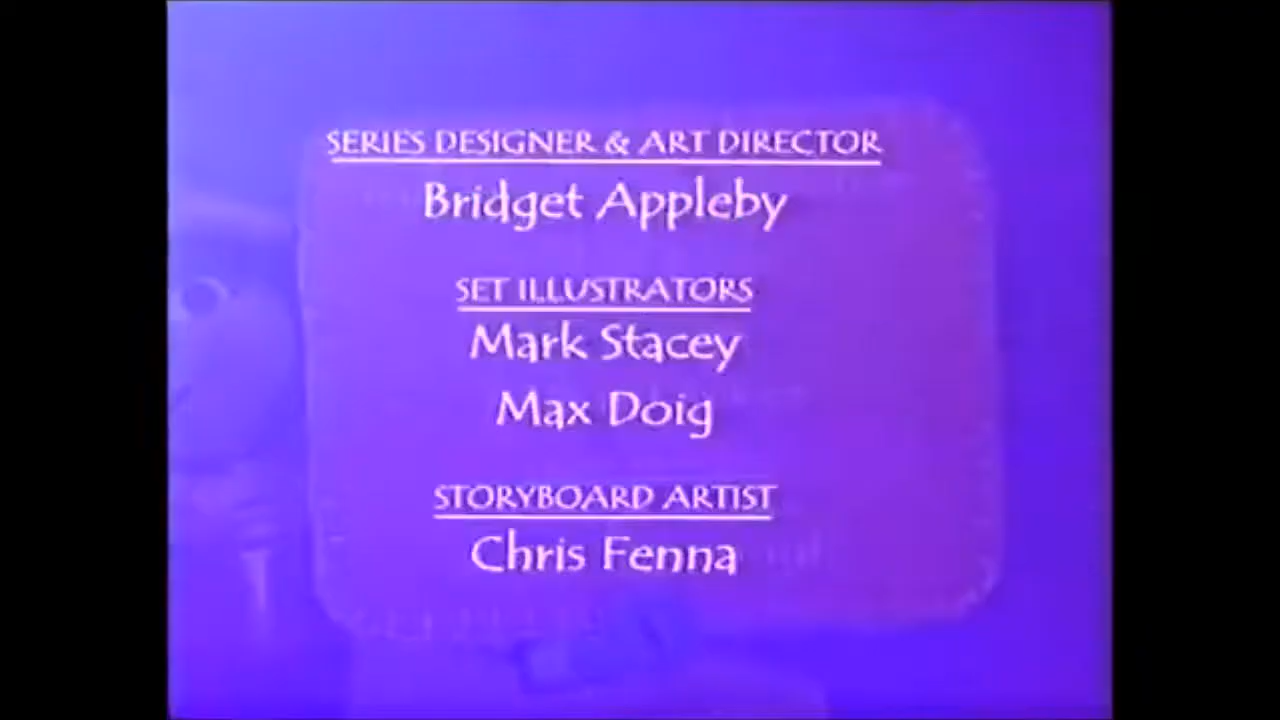 SERIES DESIGNER & ART DIRECTOR
Bridget Appleby
SET ILLUSTRATORS
Mark Stacey
Max Doig
STORYBOARD ARTIST
Chris Fenna